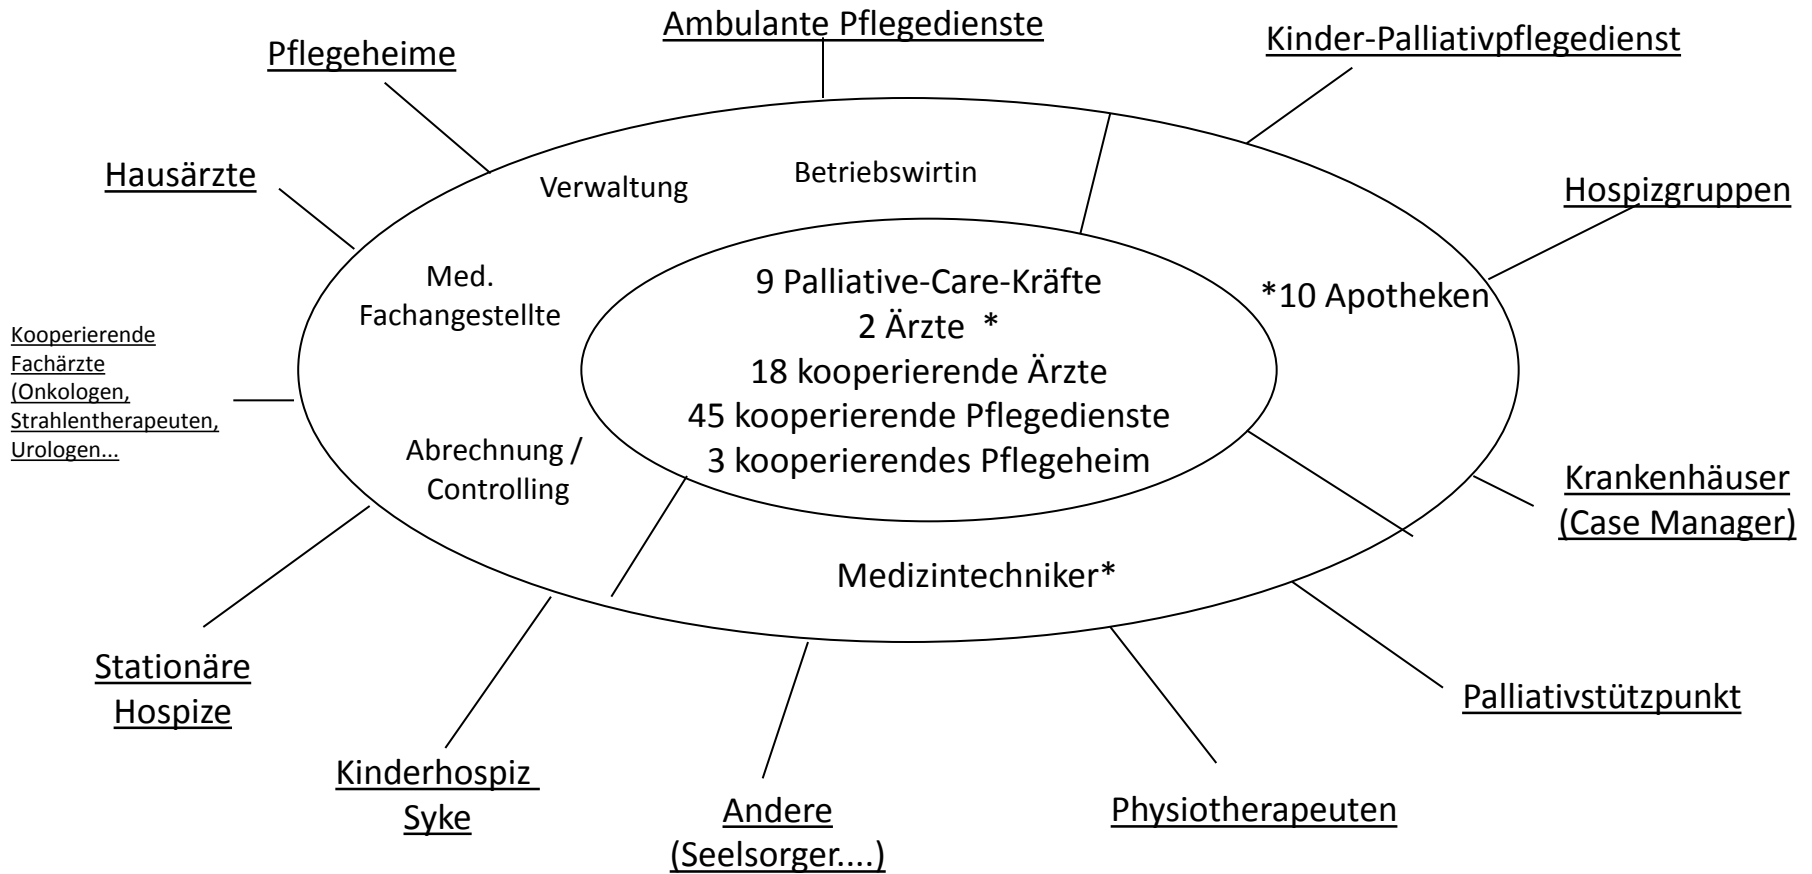 Ambulante Pflegedienste
Kinder-Palliativpflegedienst
Pflegeheime
Hausärzte
Hospizgruppen
Verwaltung
Betriebswirtin
Med.
Fachangestellte
9 Palliative-Care-Kräfte
2 Ärzte *
18 kooperierende Ärzte
45 kooperierende Pflegedienste
3 kooperierendes Pflegeheim
*10 Apotheken
Kooperierende
Fachärzte
(Onkologen,
Strahlentherapeuten,
Urologen...
Abrechnung /
Controlling
Krankenhäuser
(Case Manager)
Medizintechniker*
Stationäre
Hospize
Palliativstützpunkt
Kinderhospiz
Syke
Andere
(Seelsorger....)
Physiotherapeuten